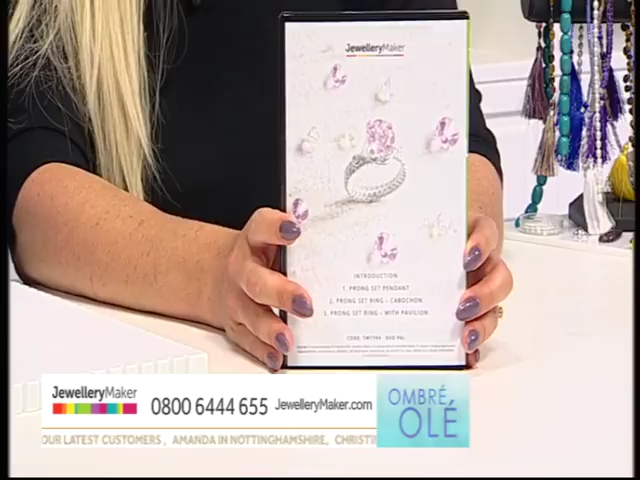 JewelleryMaker
INTRODUCTION
1. PRONG SET PENDANT
2. PRONG SET RING - CABOCHON
3. PRONG SET RING - WITH PAVILION
JewelleryMaker
0800 6444 655 JewelleryMaker.com
OMBRÉ,
OLÉ
OUR LATEST CUSTOMERS , AMANDA IN NOTTINGHAMSHIRE, CHRISTI